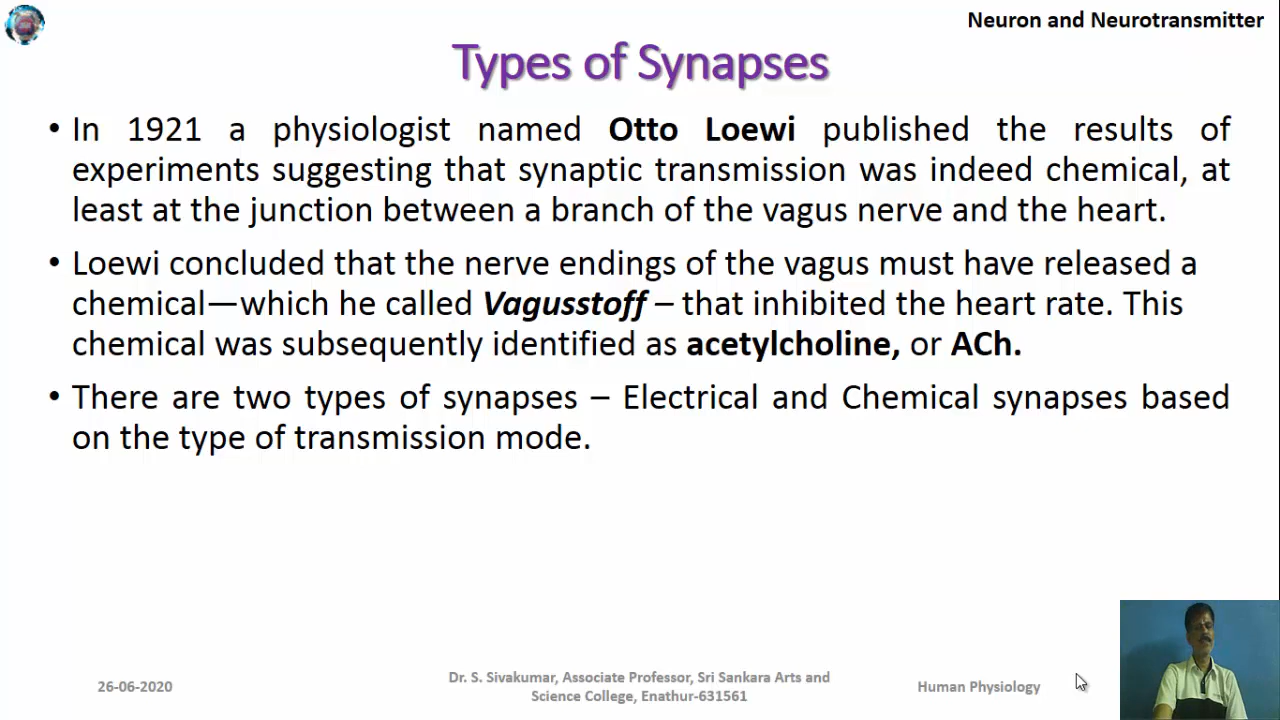 Neuron and Neurotransmitter
Types of Synapses
• In 1921 a physiologist named Otto Loewi published the results of
experiments suggesting that synaptic transmission was indeed chemical, at
least at the junction between a branch of the vagus nerve and the heart.
• Loewi concluded that the nerve endings of the vagus must have released a
chemical—which he called Vagusstoff – that inhibited the heart rate. This
chemical was subsequently identified as acetylcholine, or ACh.
• There are two types of synapses – Electrical and Chemical synapses based
on the type of transmission mode.
26-06-2020
Dr. S. Sivakumar, Associate Professor, Sri Sankara Arts and
Science College, Enathur-631561
Human Physiology